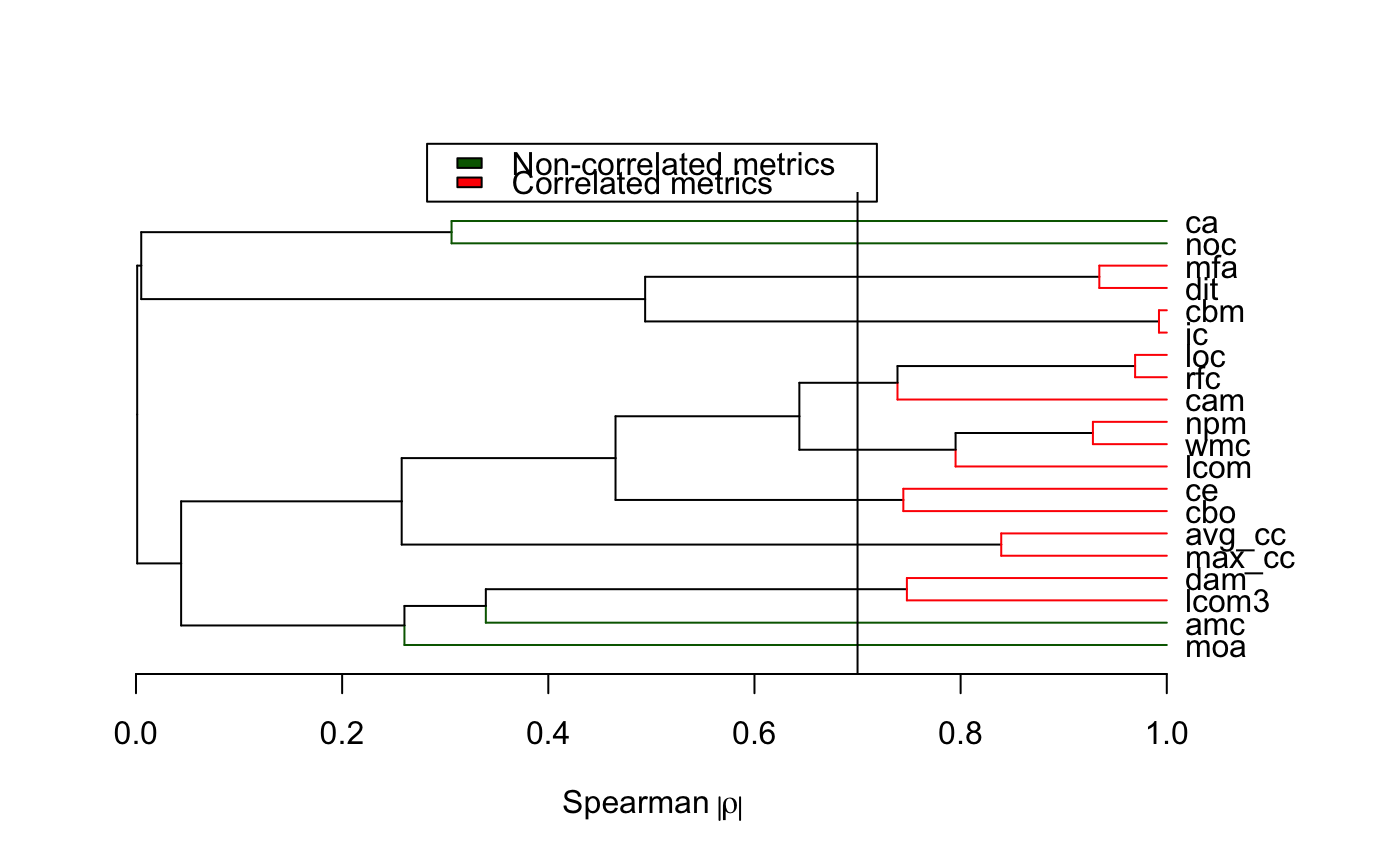 Non-correlated metrics
Correlated metrics
ca
noc
mfa
dit
cbm
ic
loc
rfc
cam
npm
wmc
lcom
ce
cbo
avg_cc
max_cc
dam
lcom3
amc
moa
0.0 0.2 0.4 0.6 0.8 1.0
Spearman |ρ|